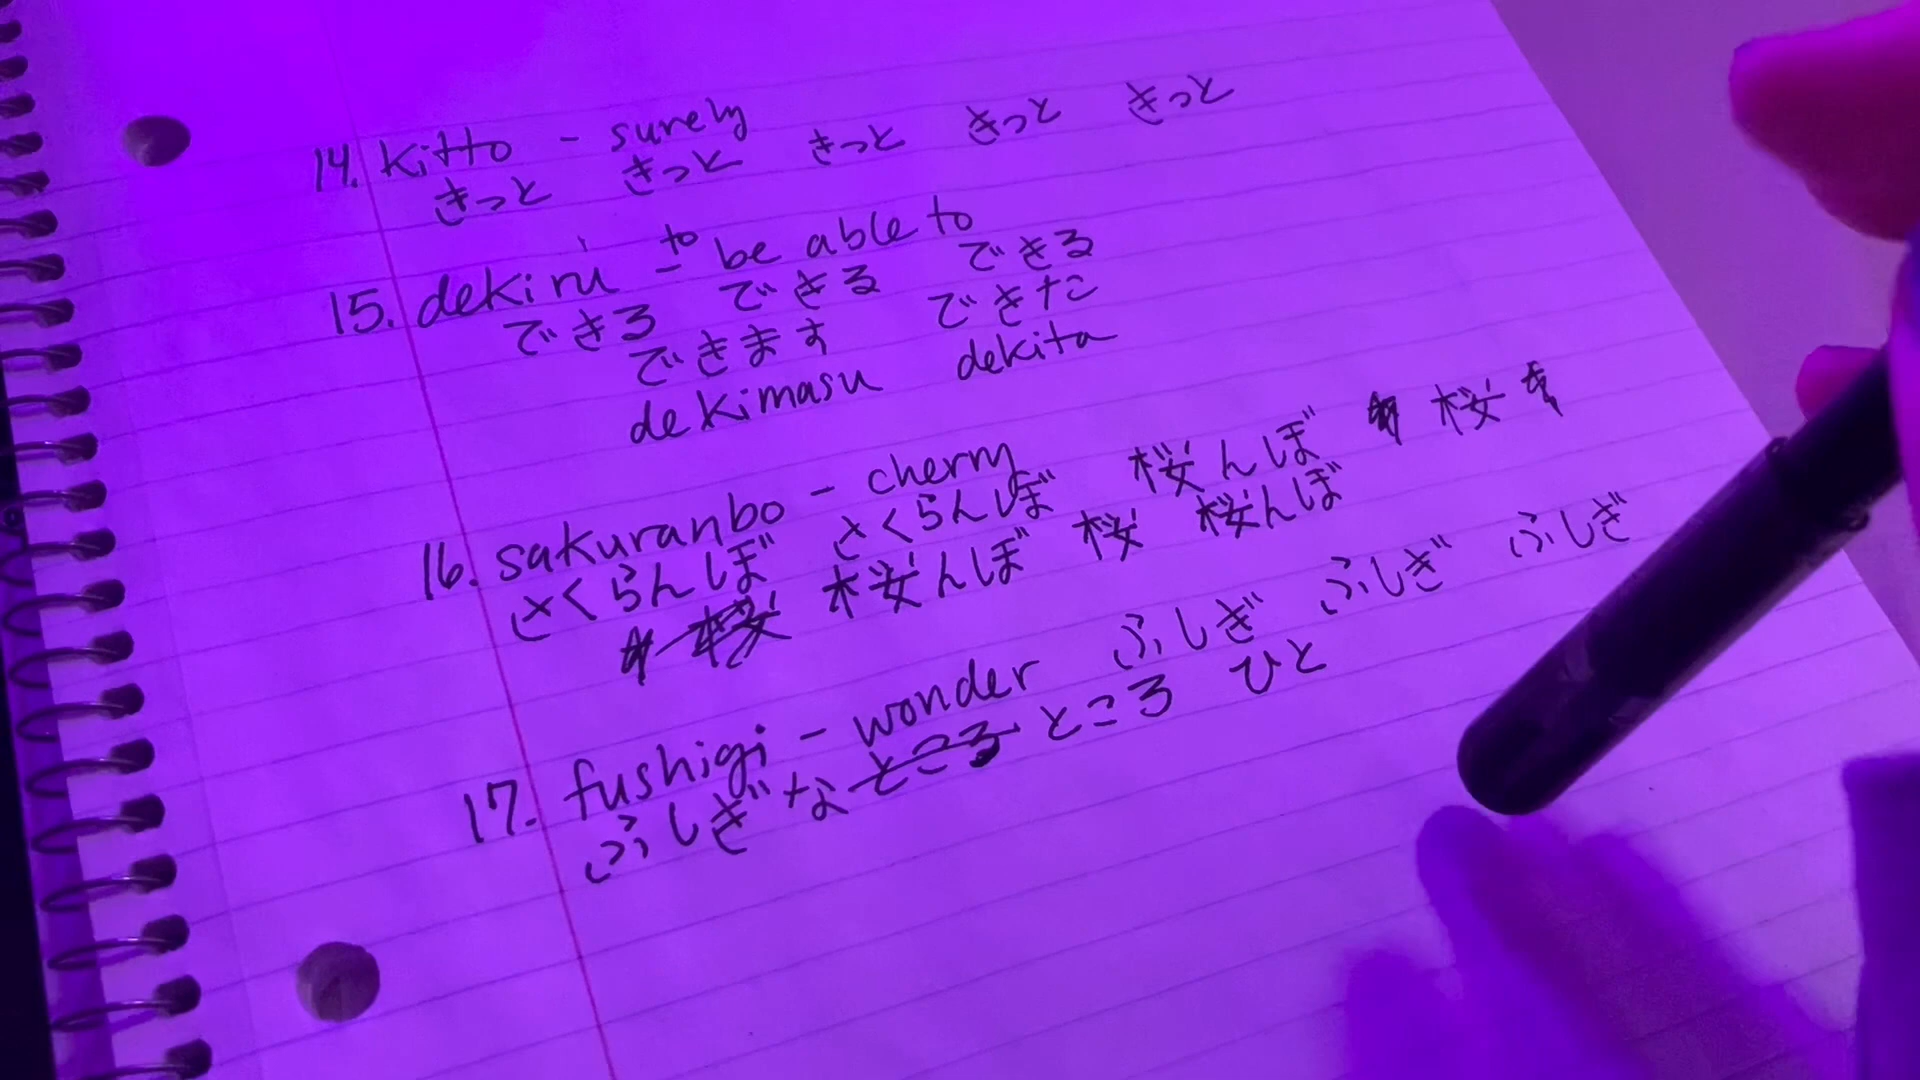 14. kitto - surely
きっと きっと きっと きっと きっと
15. dekiru - to be able to
できる できる できる
できます できた
dekimasu dekita
16. sakuranbo - cherry
さくらんぼ さくらんぼ 桜んぼ 桜
桜んぼ 桜 桜んぼ
17. fushigi - wonder ふしぎ ふしぎ ふしぎ
ふしぎな ところ ところ ひと